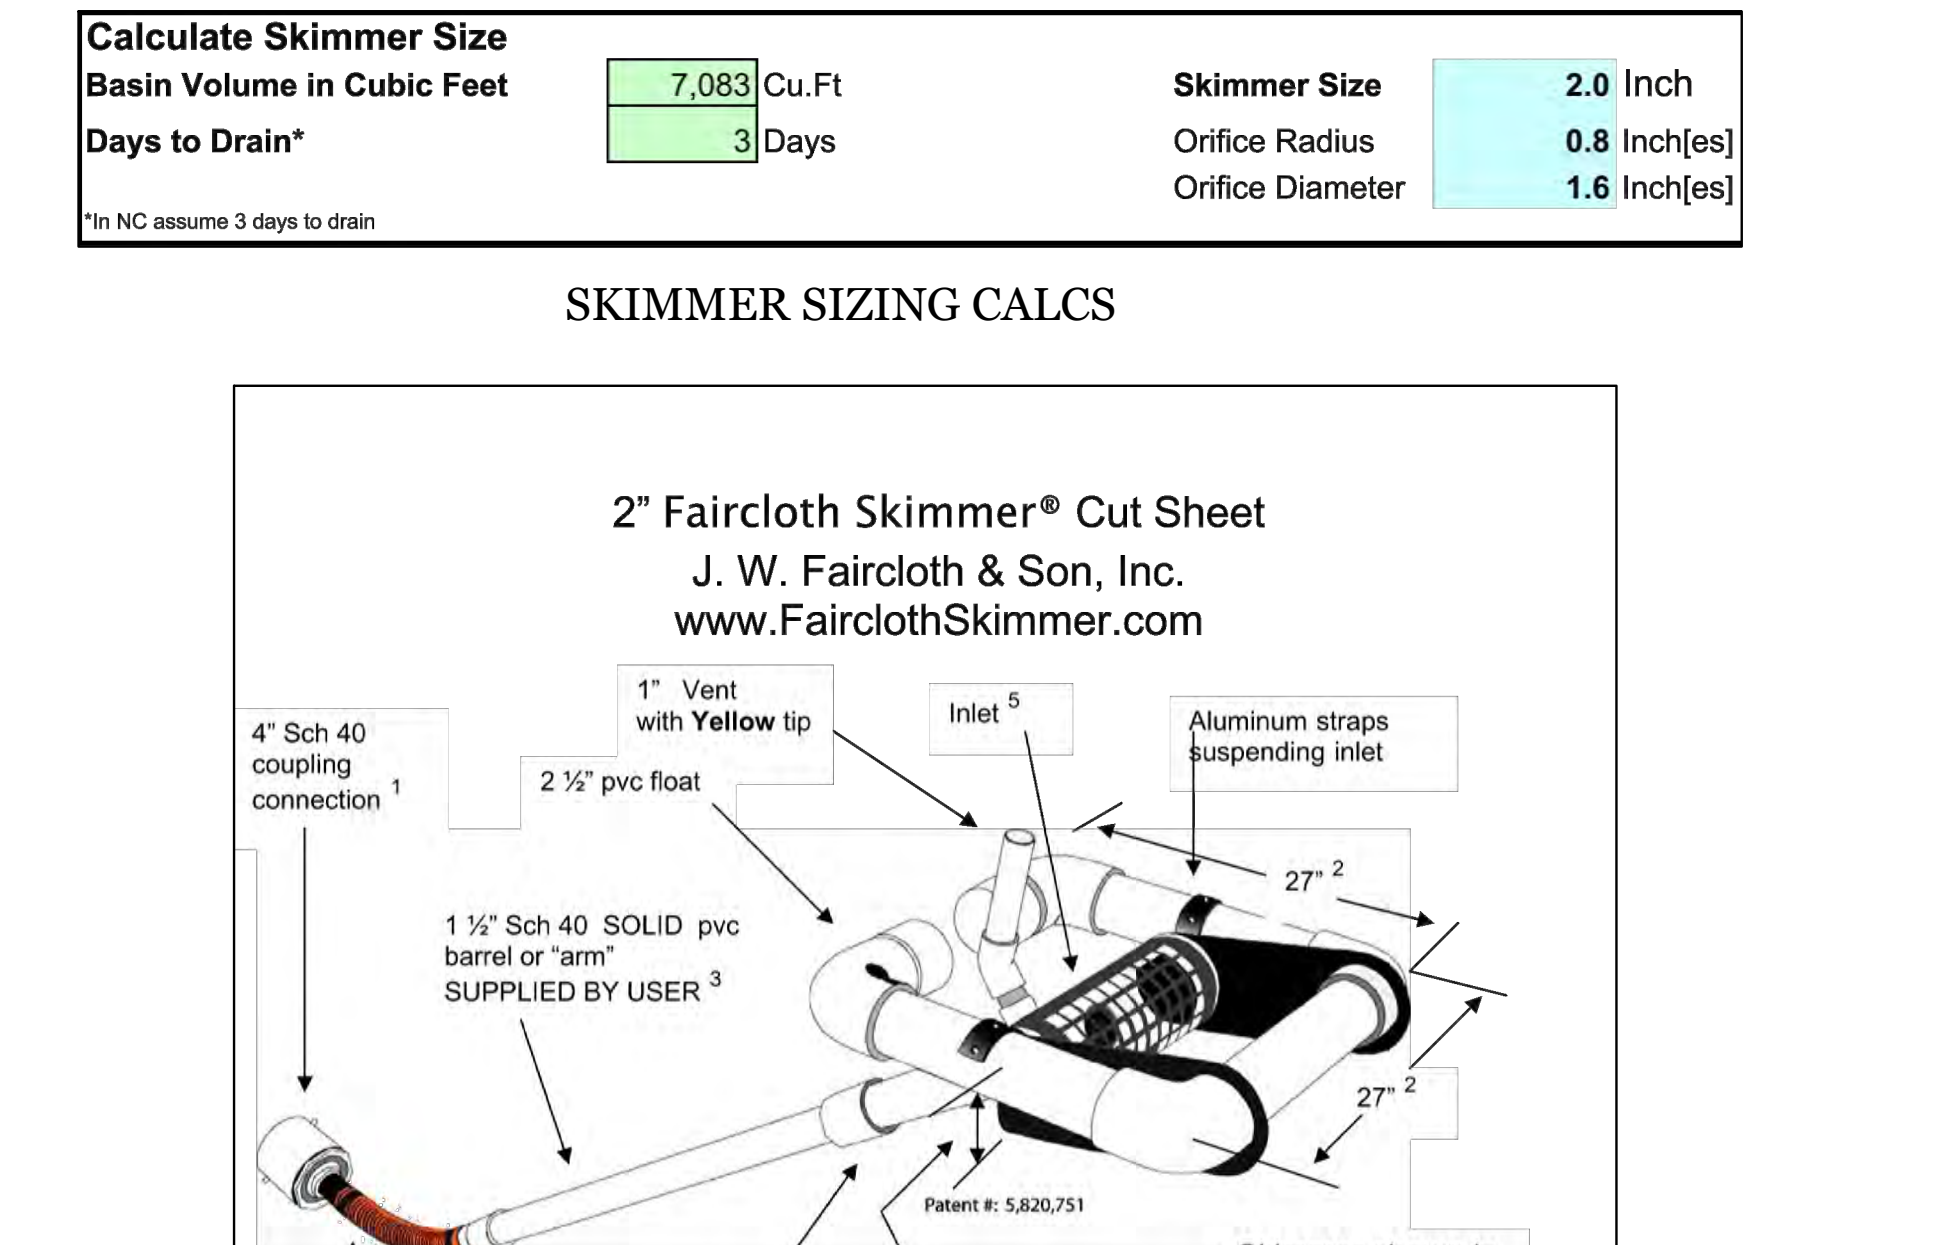 Calculate Skimmer Size
Basin Volume in Cubic Feet 7,083 Cu.Ft Skimmer Size 2.0 Inch
Days to Drain* 3 Days Orifice Radius 0.8 Inch[es]
Orifice Diameter 1.6 Inch[es]
*In NC assume 3 days to drain
SKIMMER SIZING CALCS
2” Faircloth Skimmer® Cut Sheet
J. W. Faircloth & Son, Inc.
www.FairclothSkimmer.com
1” Vent
with Yellow tip
Inlet 5
Aluminum straps
suspending inlet
4” Sch 40
coupling
connection 1
2 ½” pvc float
27” 2
1 ½” Sch 40 SOLID pvc
barrel or “arm”
SUPPLIED BY USER 3
27” 2
Patent #: 5,820,751